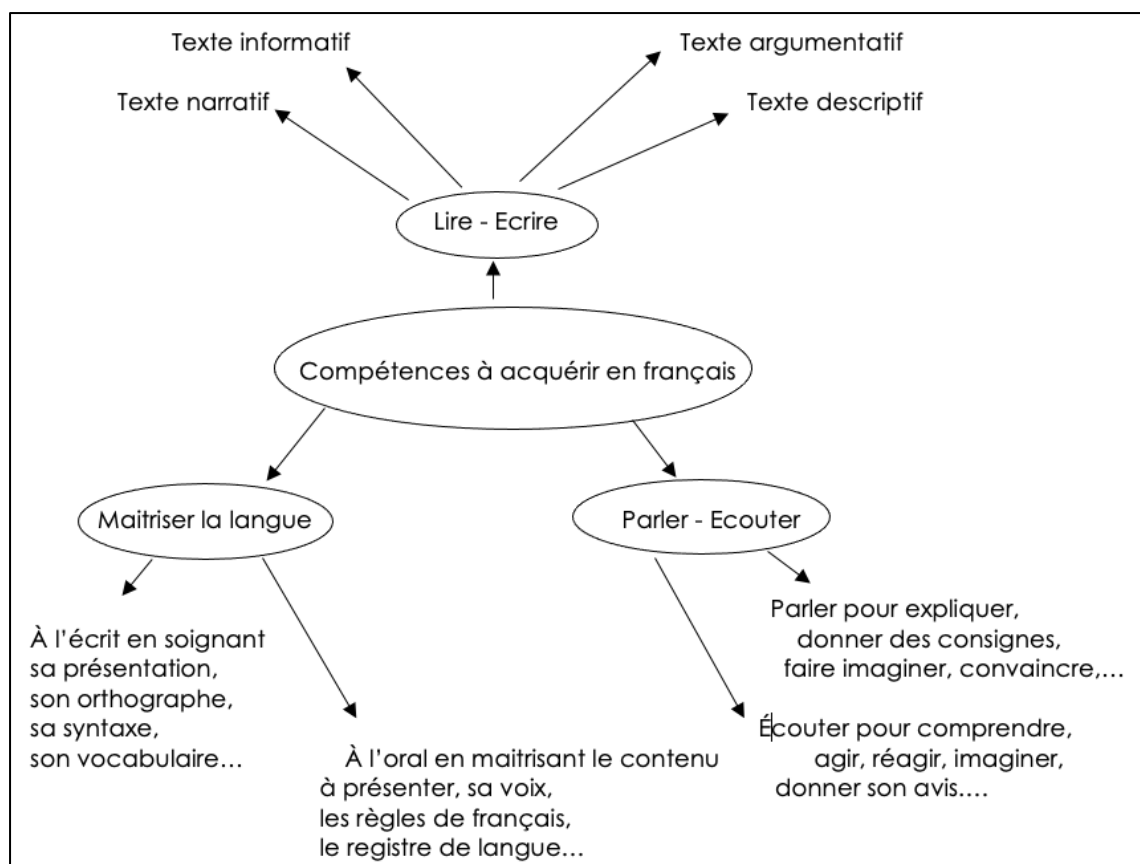 Texte informatif
Texte argumentatif
Texte narratif
Texte descriptif
Lire - Ecrire
Compétences à acquérir en français
Maitriser la langue
Parler - Ecouter
À l’écrit en soignant
sa présentation,
son orthographe,
sa syntaxe,
son vocabulaire…
À l’oral en maitrisant le contenu
à présenter, sa voix,
les règles de français,
le registre de langue…
Parler pour expliquer,
donner des consignes,
faire imaginer, convaincre,…
Écouter pour comprendre,
agir, réagir, imaginer,
donner son avis….